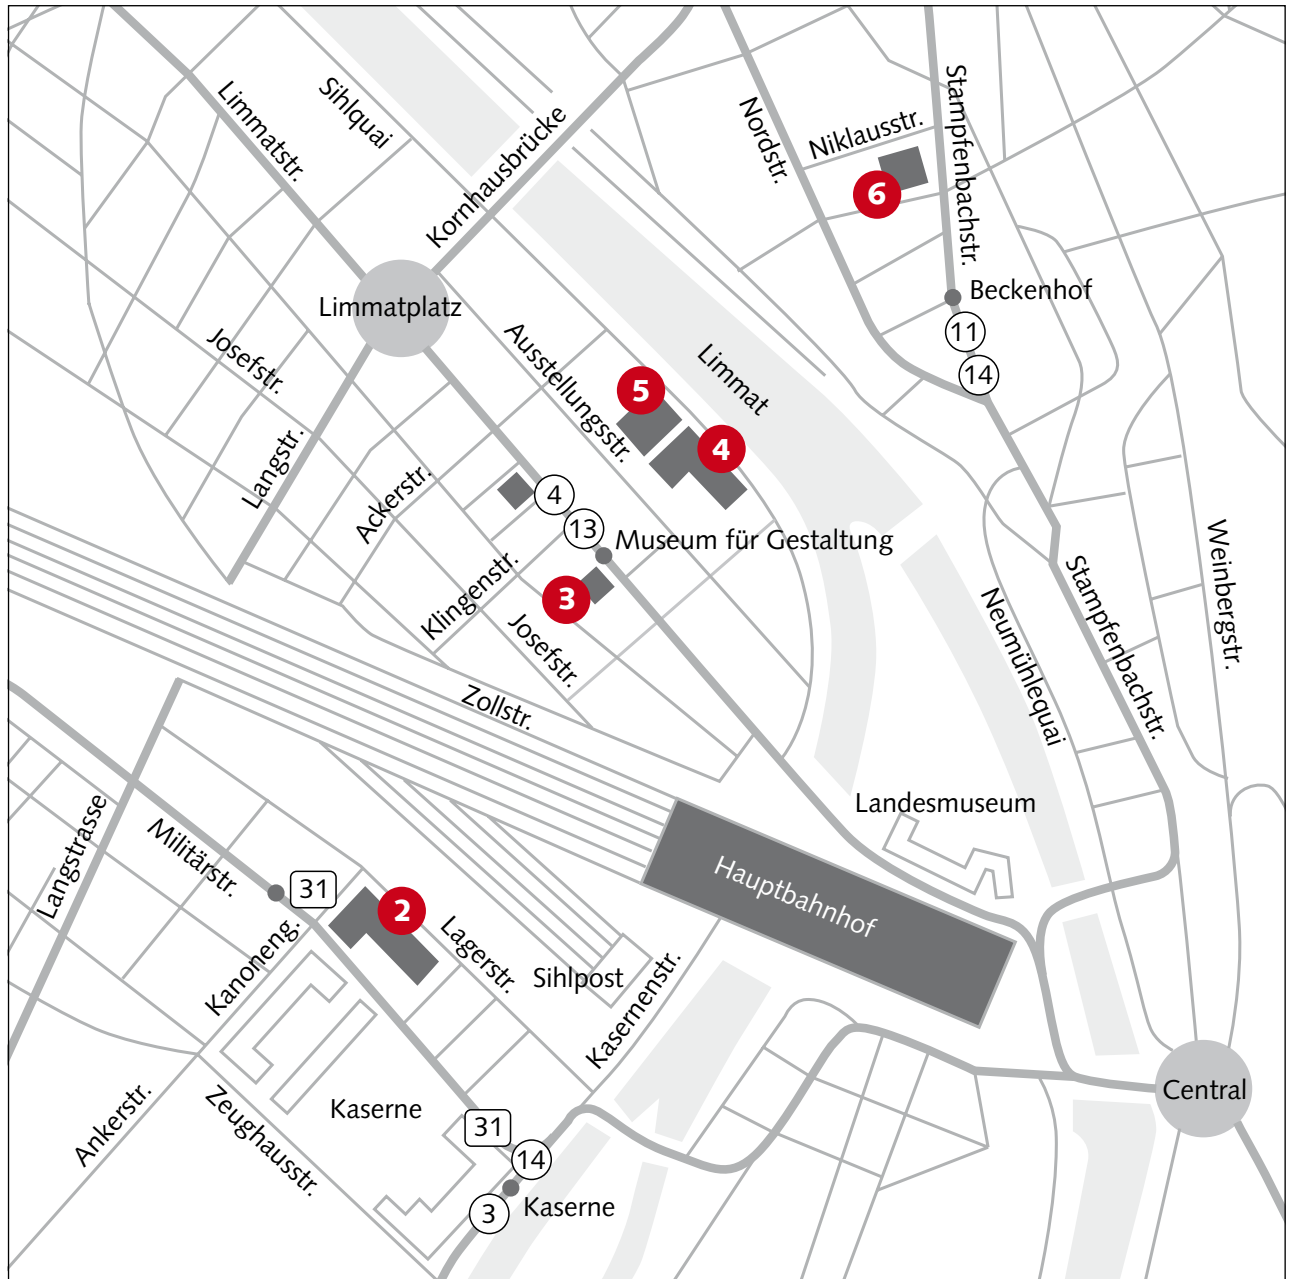 Limmatstr.
Sihlquai
Kornhausbrücke
Nordstr.
Niklausstr.
Stampfenbachstr.
6
Limmatplatz
Beckenhof
11
14
Josefstr.
Ausstellungsstr.
Limmat
5
4
Langstr.
Ackerstr.
4
13
Museum für Gestaltung
Klingenstr.
3
Josefstr.
Neumühlequai
Stampfenbachstr.
Weinbergstr.
Zollstr.
Landesmuseum
Langstrasse
Militärstr.
31
2
Hauptbahnhof
Kanoneng.
Lagerstr.
Sihlpost
Kasernenstr.
Ankerstr.
Zeughausstr.
Kaserne
31
14
Central
3
Kaserne